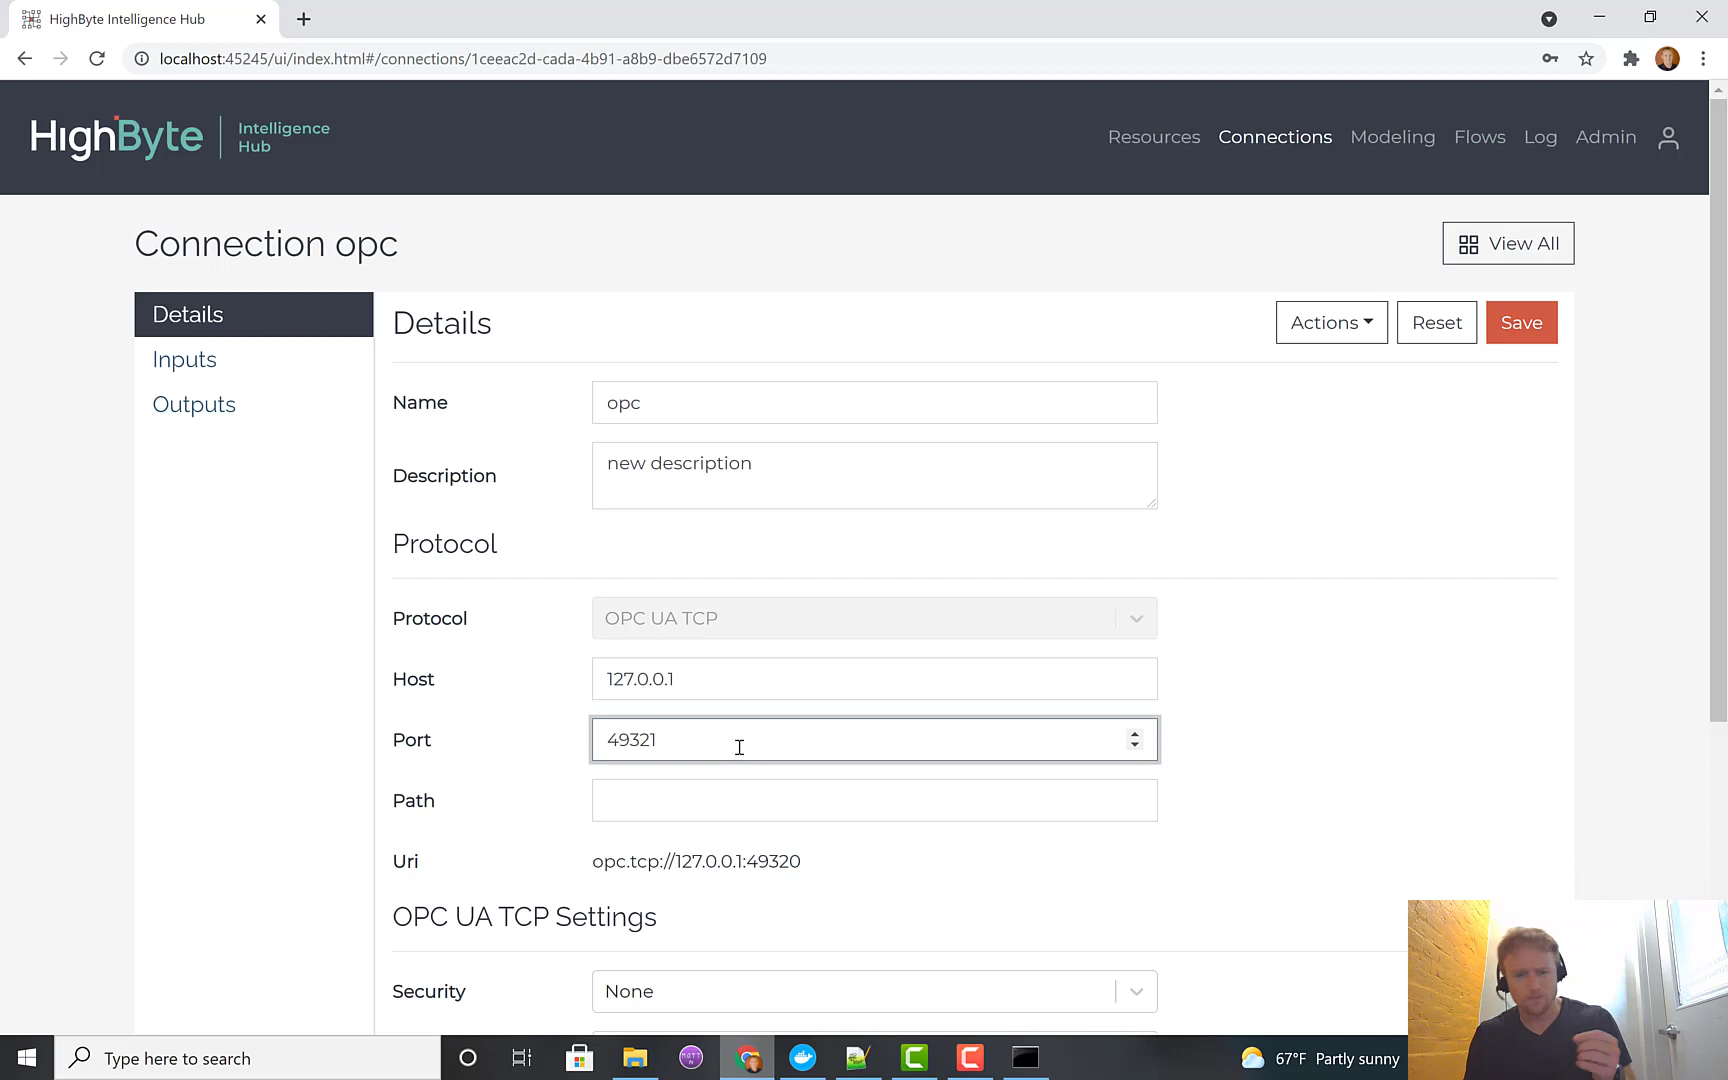 HighByte Intelligence Hub
localhost:45245/ui/index.html#/connections/1ceeac2d-cada-4b91-a8b9-dbe6572d7109
HighByte
Intelligence
Hub
Resources Connections Modeling Flows Log Admin
Connection opc
View All
Details
Inputs
Outputs
Details
Actions Reset Save
Name opc
Description new description
Protocol
Protocol OPC UA TCP
Host 127.0.0.1
Port 49321
Path
Uri opc.tcp://127.0.0.1:49320
OPC UA TCP Settings
Security None
Type here to search
67°F Partly sunny